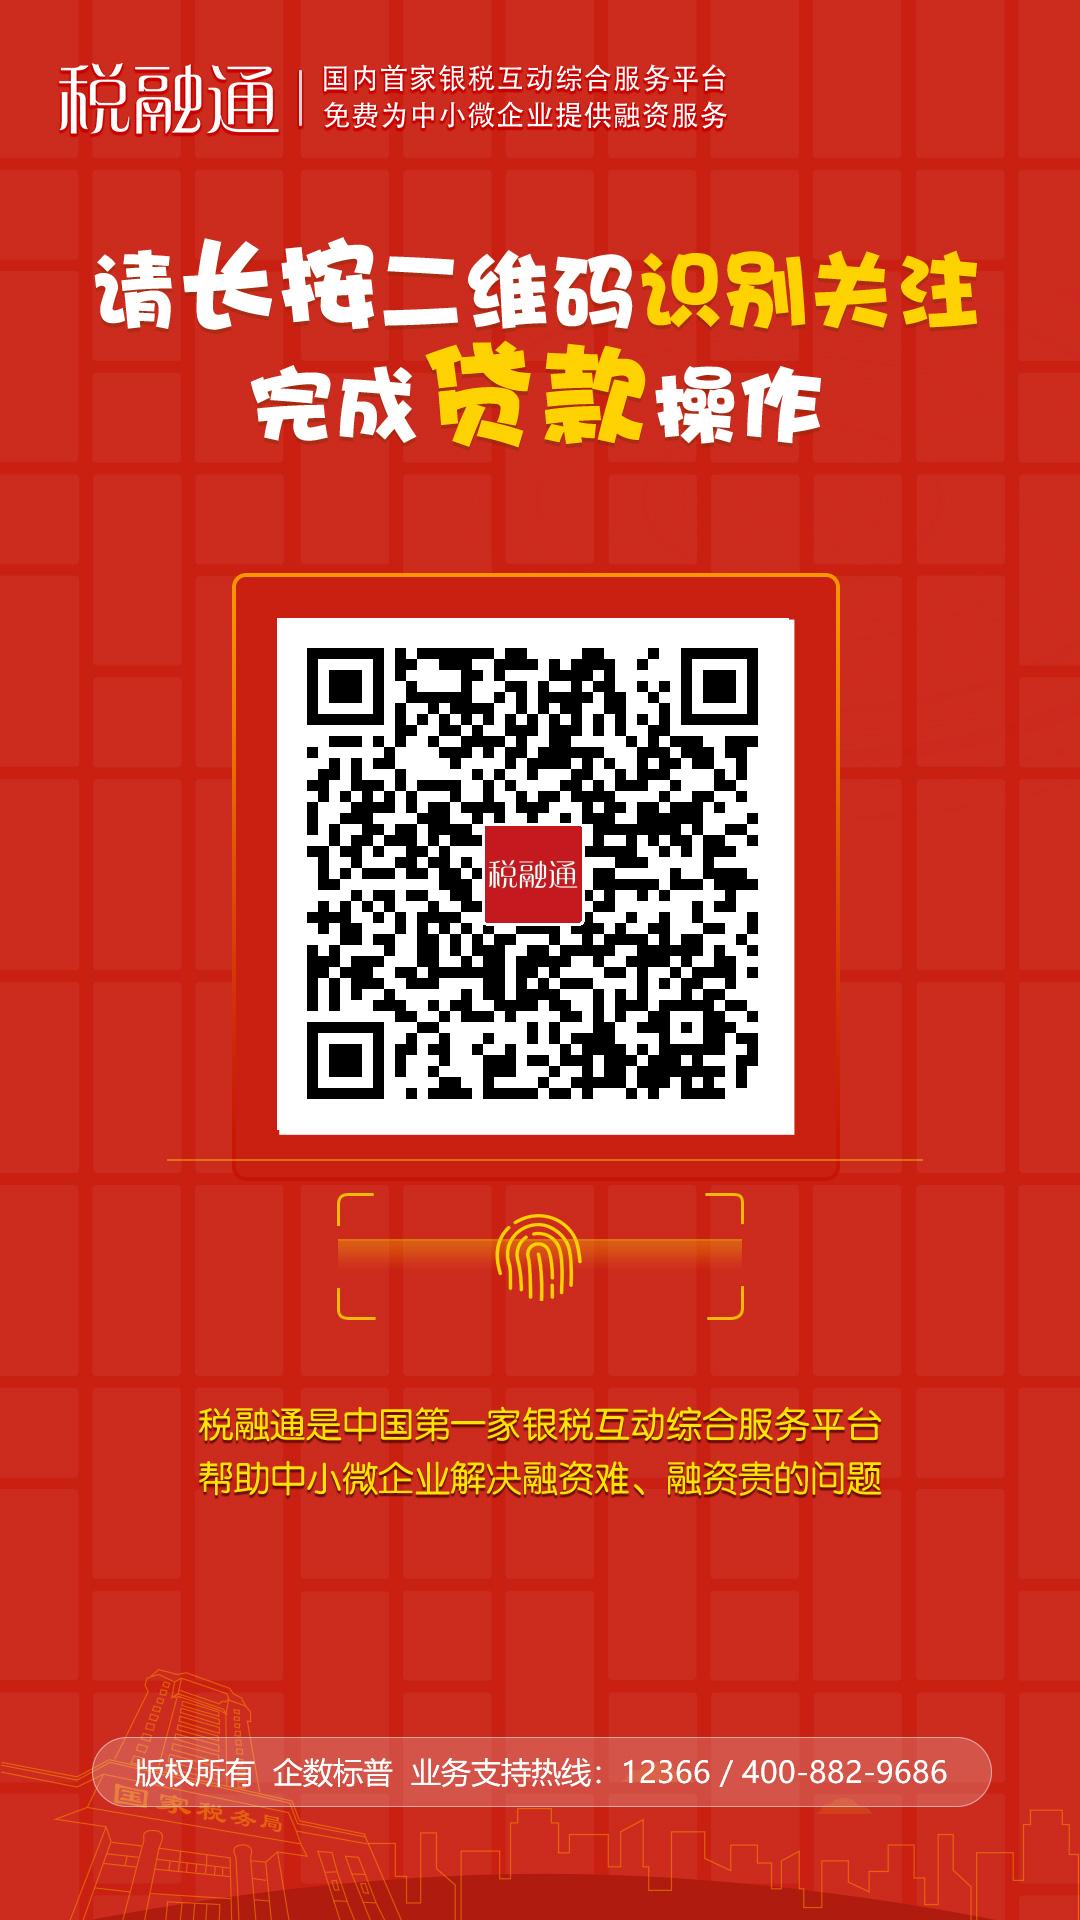 税融通
国内首家银税互动综合服务平台
免费为中小微企业提供融资服务
请长按二维码识别关注
完成贷款操作
税融通
税融通是中国第一家银税互动综合服务平台
帮助中小微企业解决融资难、融资贵的问题
版权所有 企数标普 业务支持热线：12366 / 400-882-9686
国家税务局